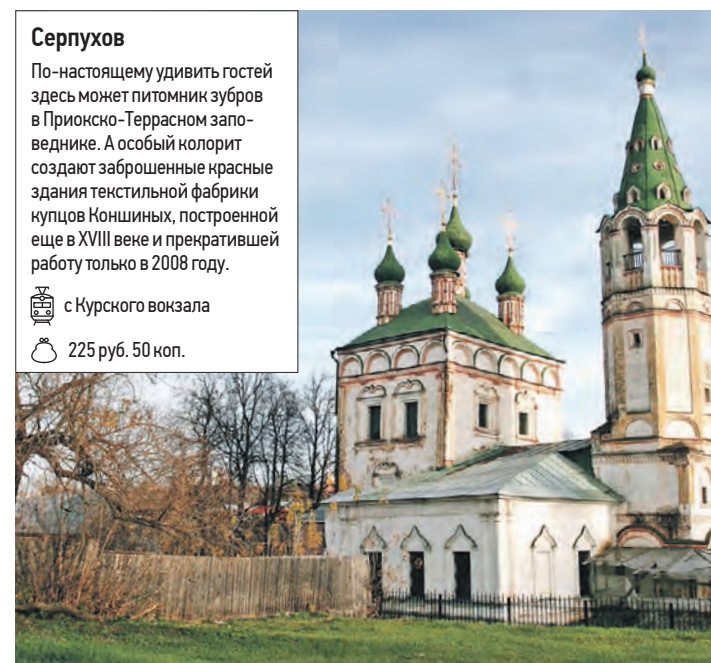 Серпухов
По-настоящему удивить гостей
здесь может питомник зубров
в Приокско-Террасном запо-
веднике. А особый колорит
создают заброшенные красные
здания текстильной фабрики
купцов Коншиных, построенной
еще в XVIII веке и прекратившей
работу только в 2008 году.
с Курского вокзала
225 руб. 50 коп.